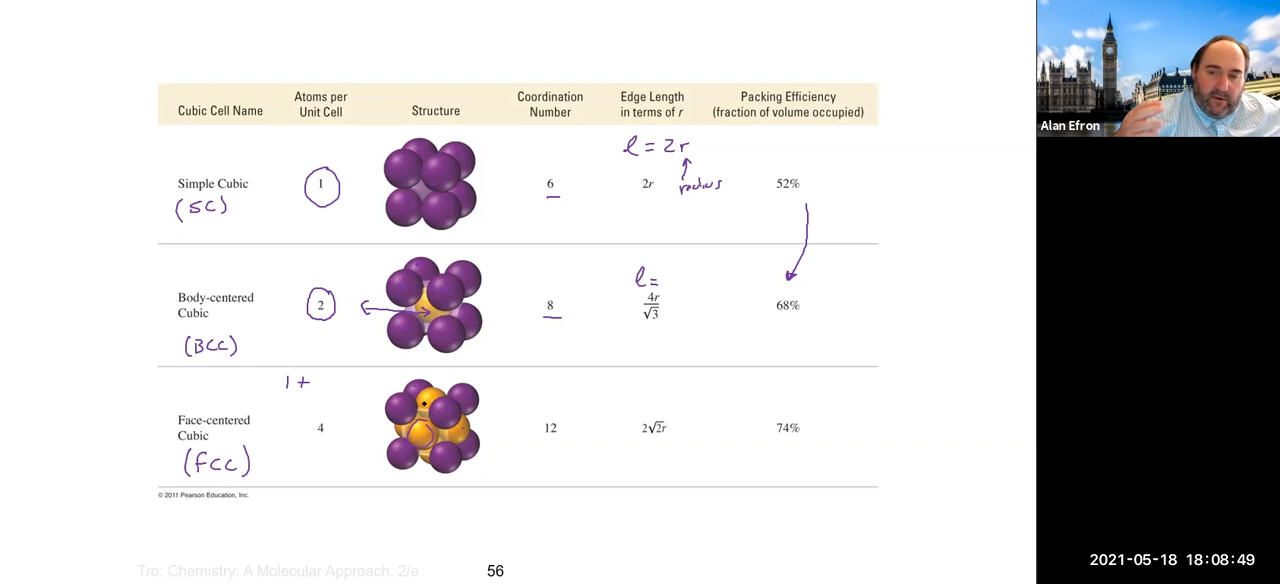 Cubic Cell Name
Atoms per
Unit Cell
Structure
Coordination
Number
Edge Length
in terms of r
Packing Efficiency
(fraction of volume occupied)
l = 2r
radius
Simple Cubic
(SC)
1
6
2r
52%
Body-centered
Cubic
(BCC)
2
8
l =
4r
√3
68%
1 +
Face-centered
Cubic
(FCC)
4
12
2√2r
74%
© 2011 Pearson Education, Inc.
Tro: Chemistry: A Molecular Approach, 2/e
56
Alan Efron
2021-05-18 18:08:49